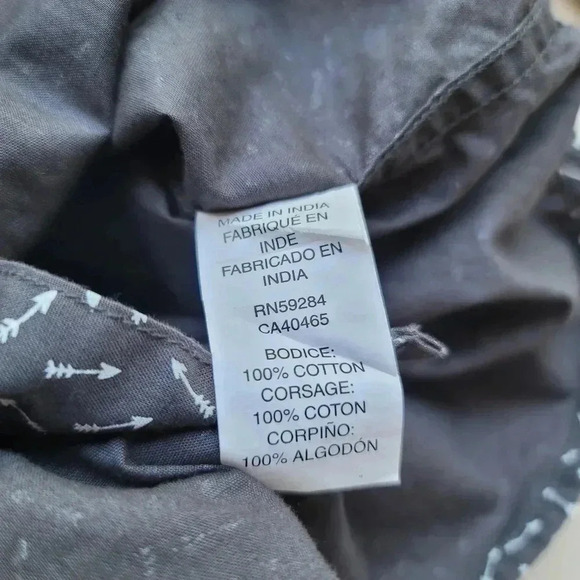 MADE IN INDIA
FABRIQUÉ EN
INDE
FABRICADO EN
INDIA
RN59284
CA40465
BODICE:
100% COTTON
CORSAGE:
100% COTON
CORPIÑO:
100% ALGODÓN